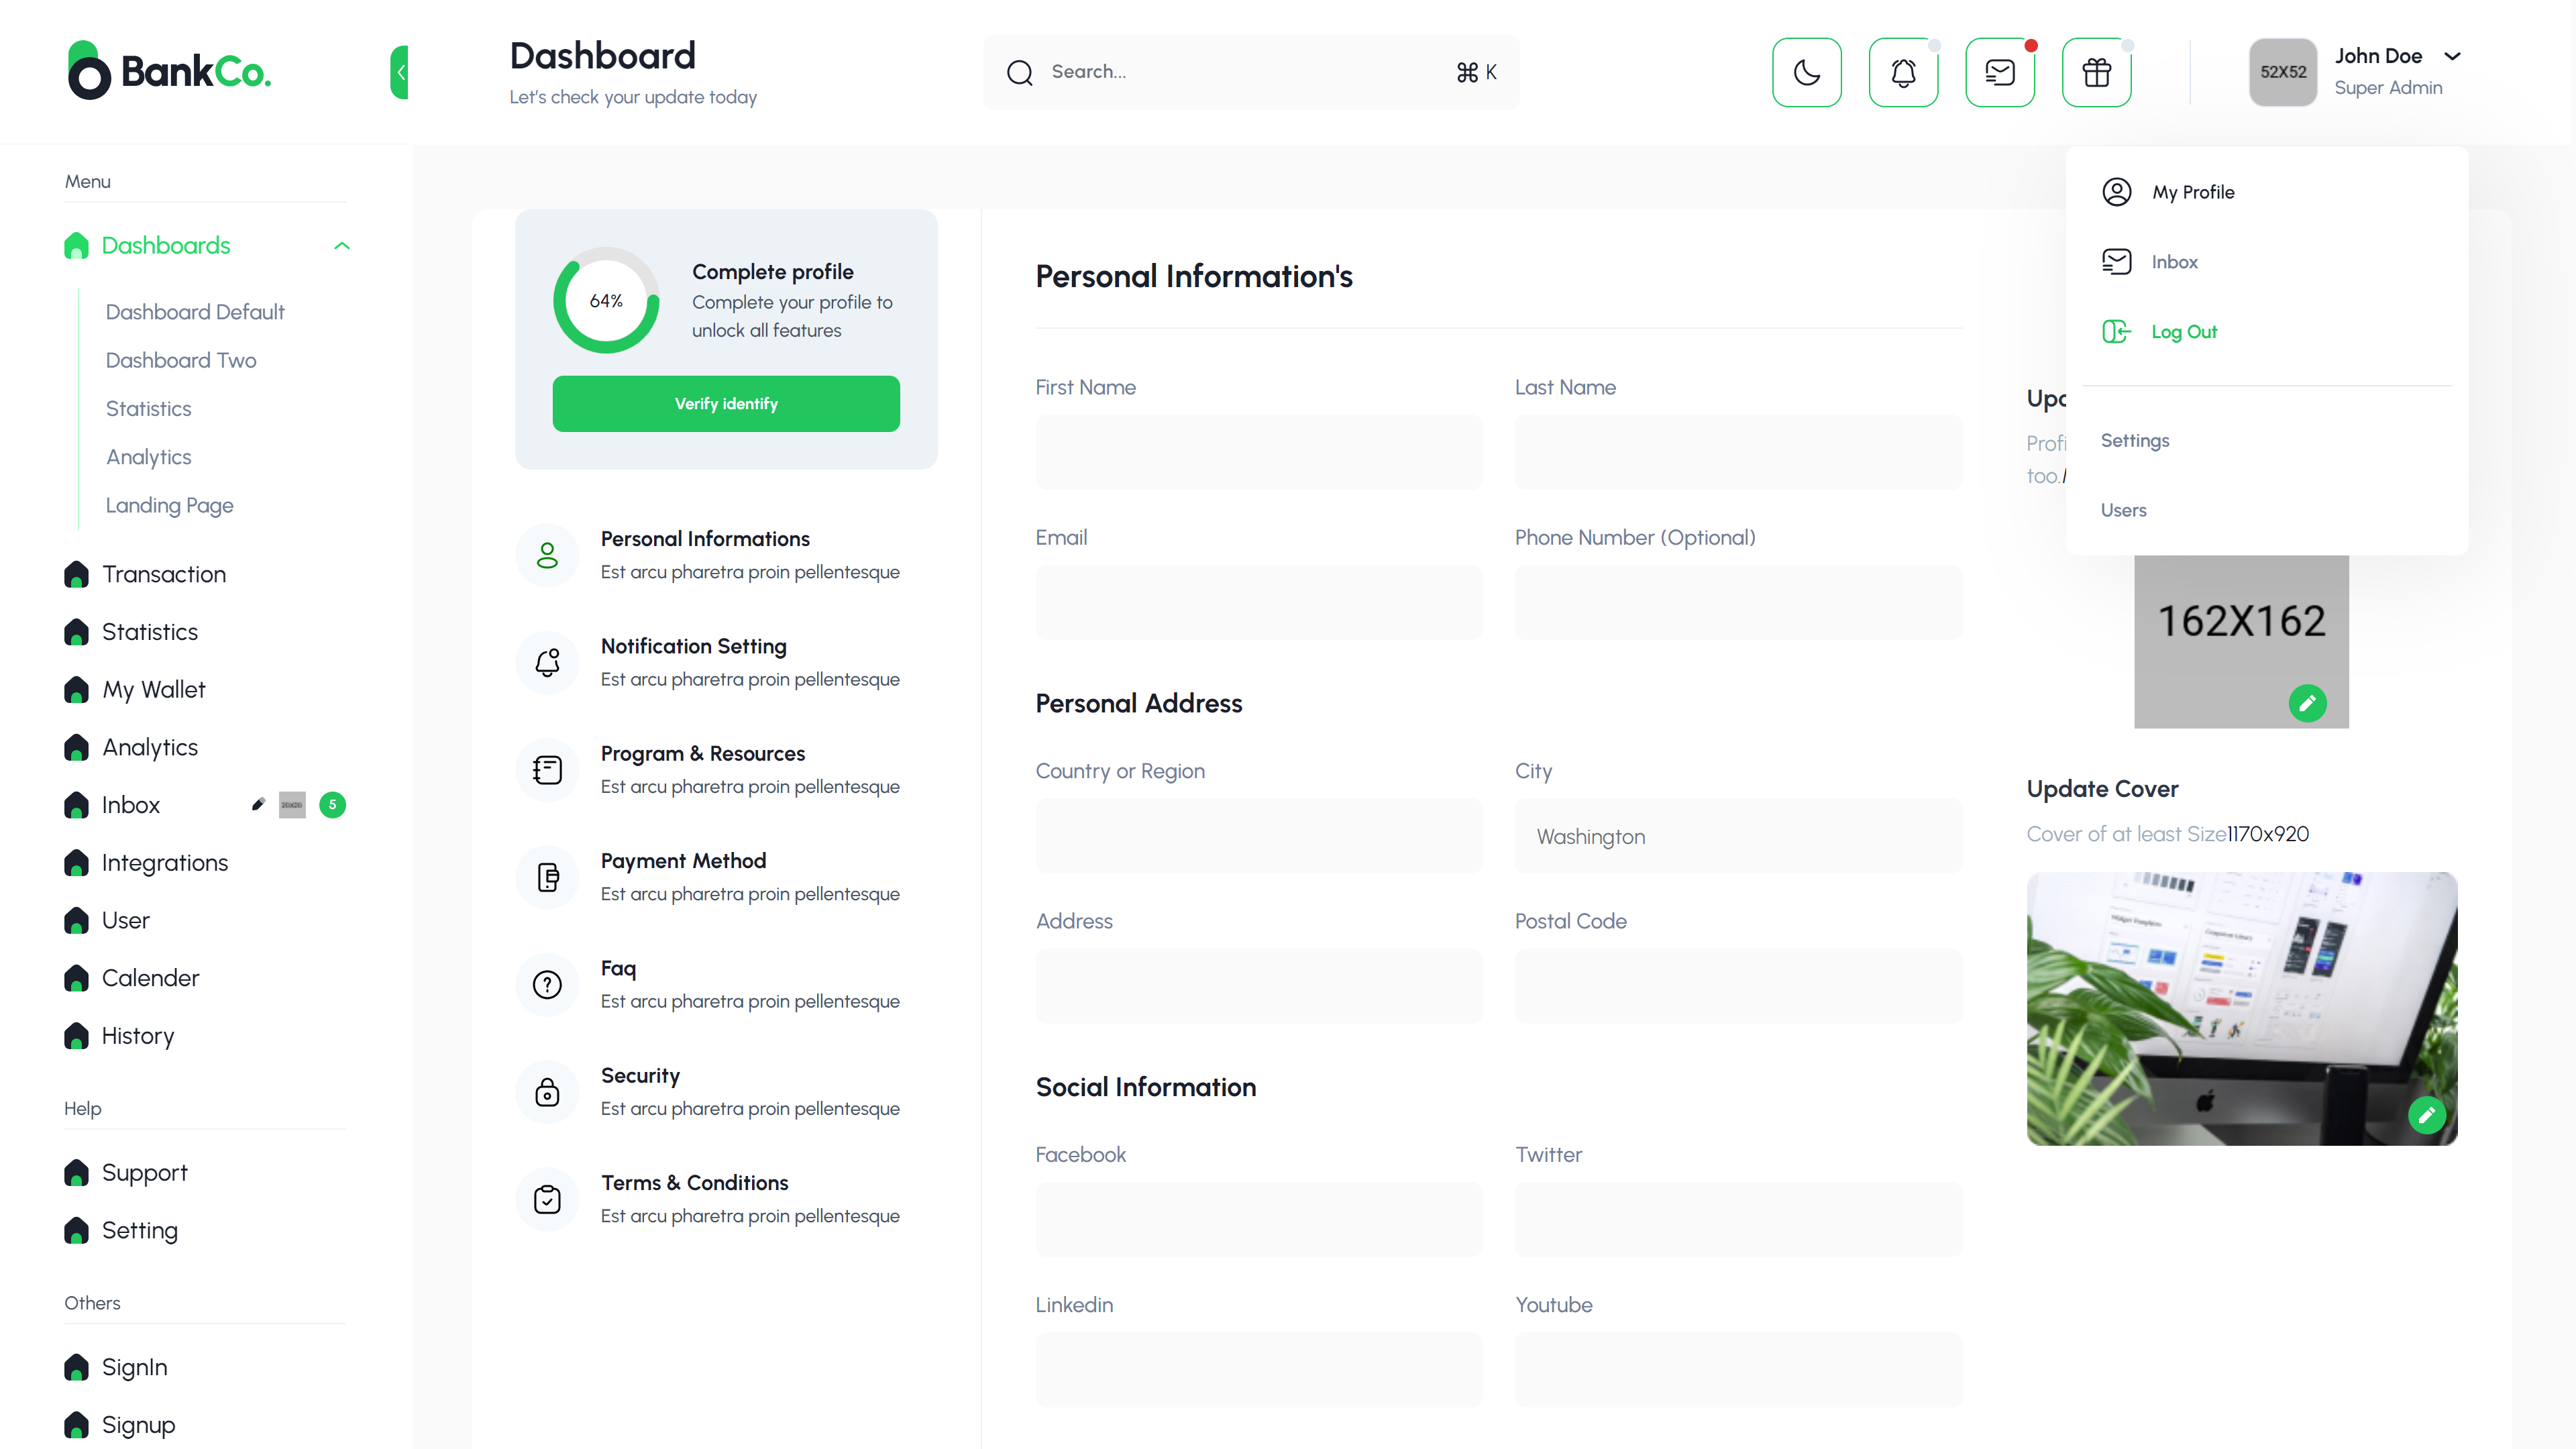 BankCo.
Dashboard
Let's check your update today
Search...
⌘ K
52X52
John Doe
Super Admin
Menu
Dashboards
Dashboard Default
Dashboard Two
Statistics
Analytics
Landing Page
Transaction
Statistics
My Wallet
Analytics
Inbox
5
Integrations
User
Calender
History
Help
Support
Setting
Others
SignIn
Signup
64%
Complete profile
Complete your profile to
unlock all features
Verify identify
Personal Informations
Est arcu pharetra proin pellentesque
Notification Setting
Est arcu pharetra proin pellentesque
Program & Resources
Est arcu pharetra proin pellentesque
Payment Method
Est arcu pharetra proin pellentesque
Faq
Est arcu pharetra proin pellentesque
Security
Est arcu pharetra proin pellentesque
Terms & Conditions
Est arcu pharetra proin pellentesque
Personal Information's
First Name
Last Name
Email
Phone Number (Optional)
Personal Address
Country or Region
City
Washington
Address
Postal Code
Social Information
Facebook
Twitter
Linkedin
Youtube
My Profile
Inbox
Log Out
Settings
Users
too.
162X162
Update Cover
Cover of at least Size1170x920